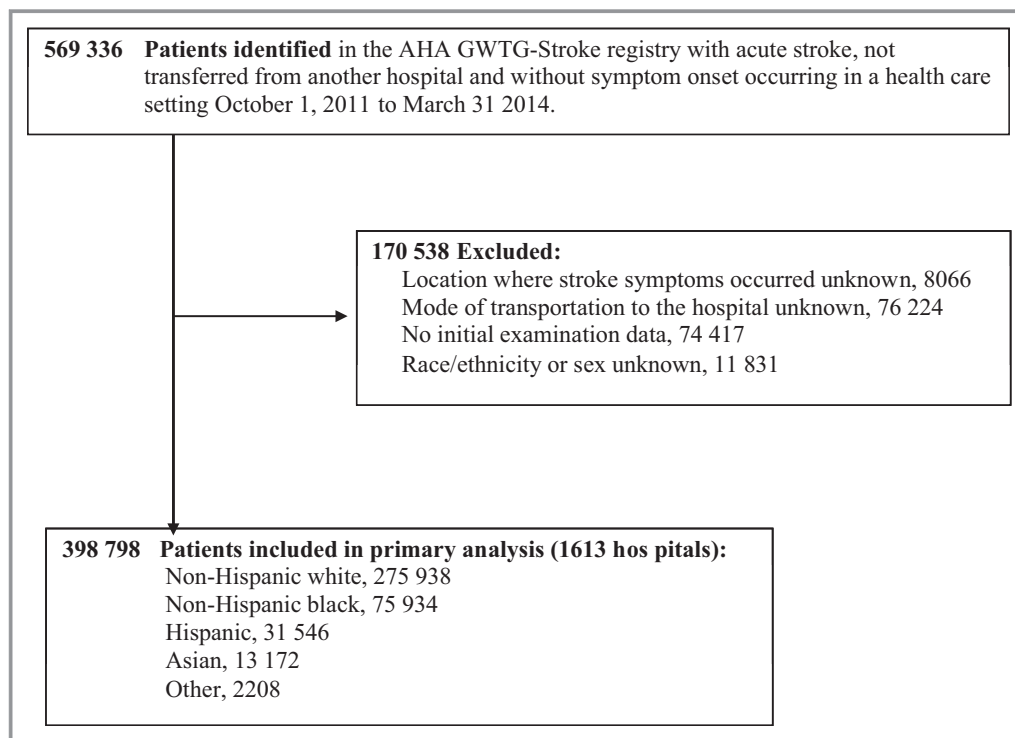 569 336 Patients identified in the AHA GWTG-Stroke registry with acute stroke, not
transferred from another hospital and without symptom onset occurring in a health care
setting October 1, 2011 to March 31 2014.
170 538 Excluded:
Location where stroke symptoms occurred unknown, 8066
Mode of transportation to the hospital unknown, 76 224
No initial examination data, 74 417
Race/ethnicity or sex unknown, 11 831
398 798 Patients included in primary analysis (1613 hos pitals):
Non-Hispanic white, 275 938
Non-Hispanic black, 75 934
Hispanic, 31 546
Asian, 13 172
Other, 2208